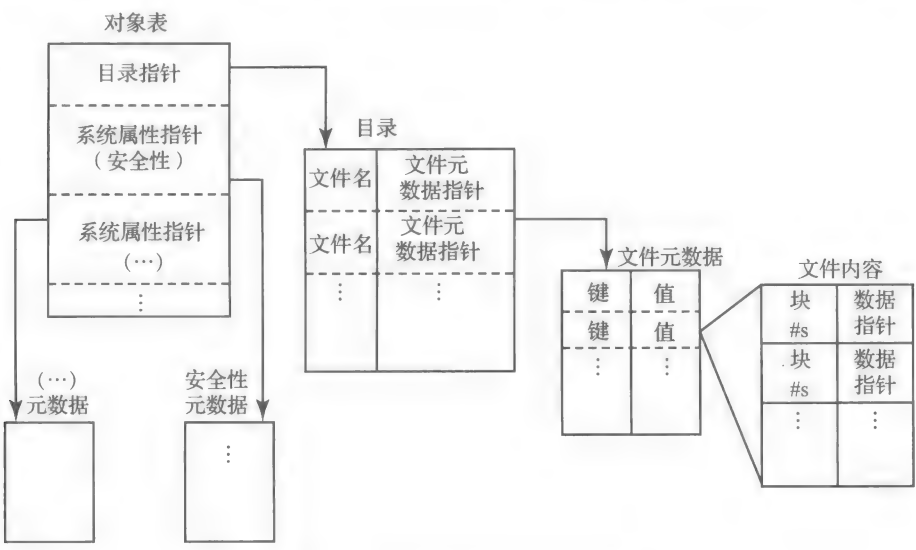 对象表
目录指针
系统属性指针
（安全性）
系统属性指针
(…)
⋮
目录
文件名 文件元
数据指针
文件名 文件元
数据指针
⋮ ⋮
文件元数据
键 值
键 值
⋮ ⋮
文件内容
块 数据
#s 指针
块 数据
#s 指针
⋮ ⋮
(…)
元数据
安全性
元数据
⋮